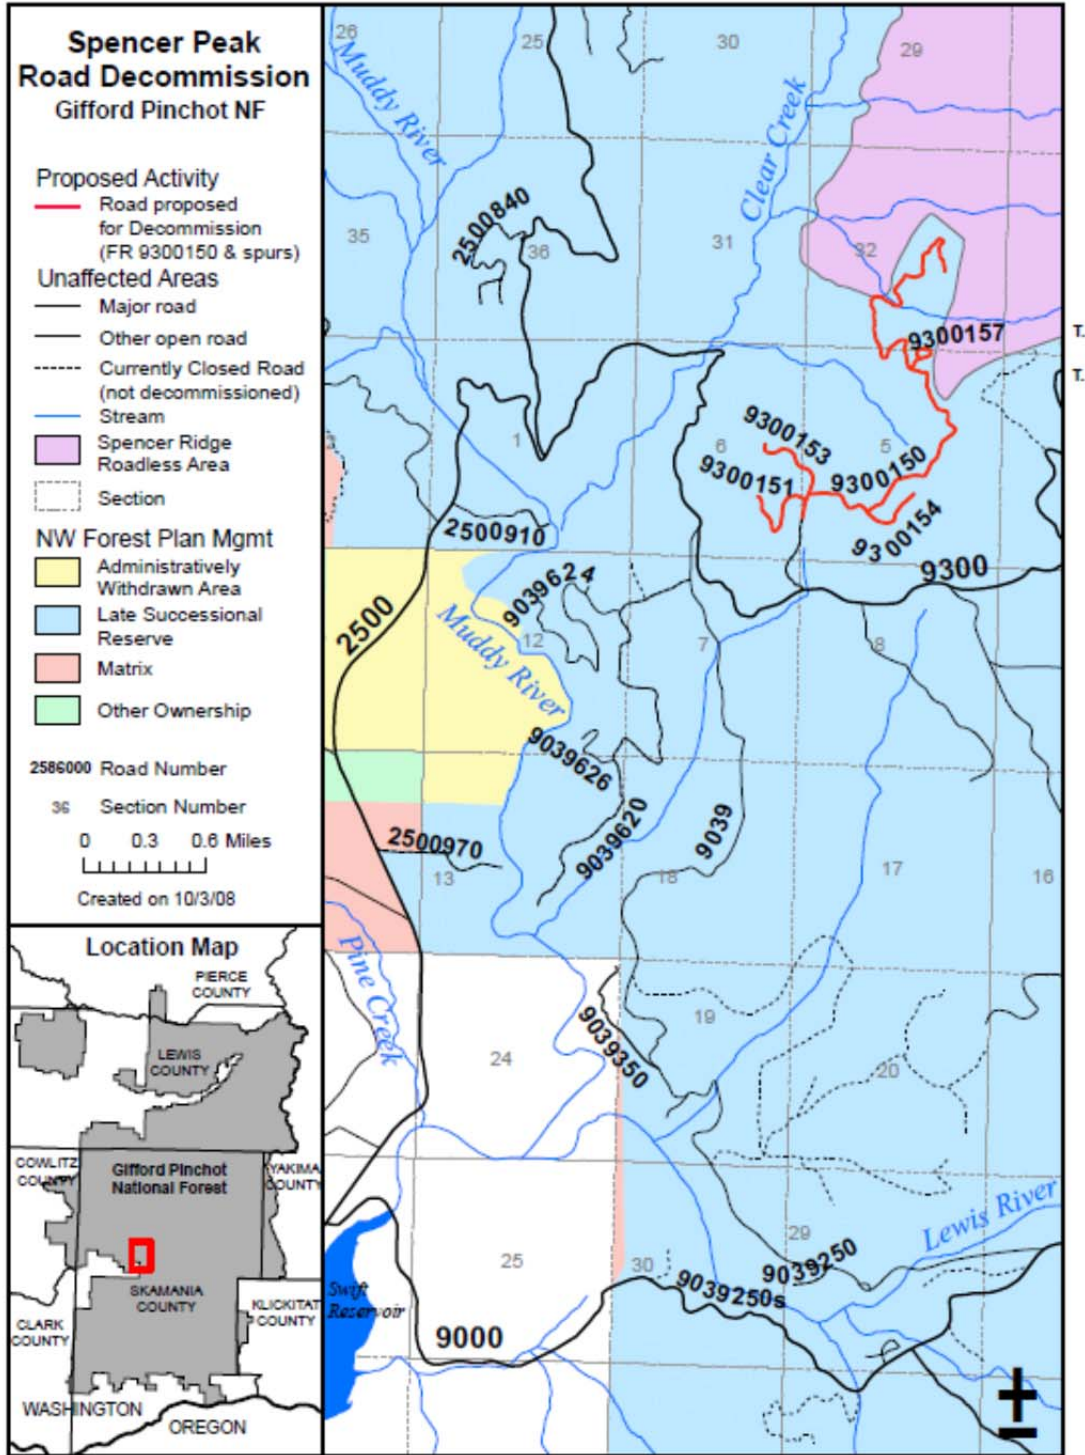 Spencer Peak
Road Decommission
Gifford Pinchot NF
Proposed Activity
Road proposed
for Decommission
(FR 9300150 & spurs)
Unaffected Areas
Major road
Other open road
Currently Closed Road
(not decommissioned)
Stream
Spencer Ridge
Roadless Area
Section
NW Forest Plan Mgmt
Administratively
Withdrawn Area
Late Successional
Reserve
Matrix
Other Ownership
2586000 Road Number
36 Section Number
0 0.3 0.6 Miles
Created on 10/3/08
Location Map
PIERCE
COUNTY
LEWIS
COUNTY
COWLITZ
COUNTY
Gifford Pinchot
National Forest
YAKIMA
COUNTY
SKAMANIA
COUNTY
KLICKITAT
COUNTY
CLARK
COUNTY
WASHINGTON
OREGON
26
25
30
29
Muddy River
Clear Creek
2500840
35
36
31
32
T.
9300157
T.
1
6
5
9300153
9300151
9300150
9300154
2500910
9300
9039624
2500
Muddy River
12
7
8
9039626
9039620
9039
2500970
13
18
17
16
Pine Creek
24
9039350
19
20
Lewis River
25
30
29
9039250
9039250s
Swift
Reservoir
9000